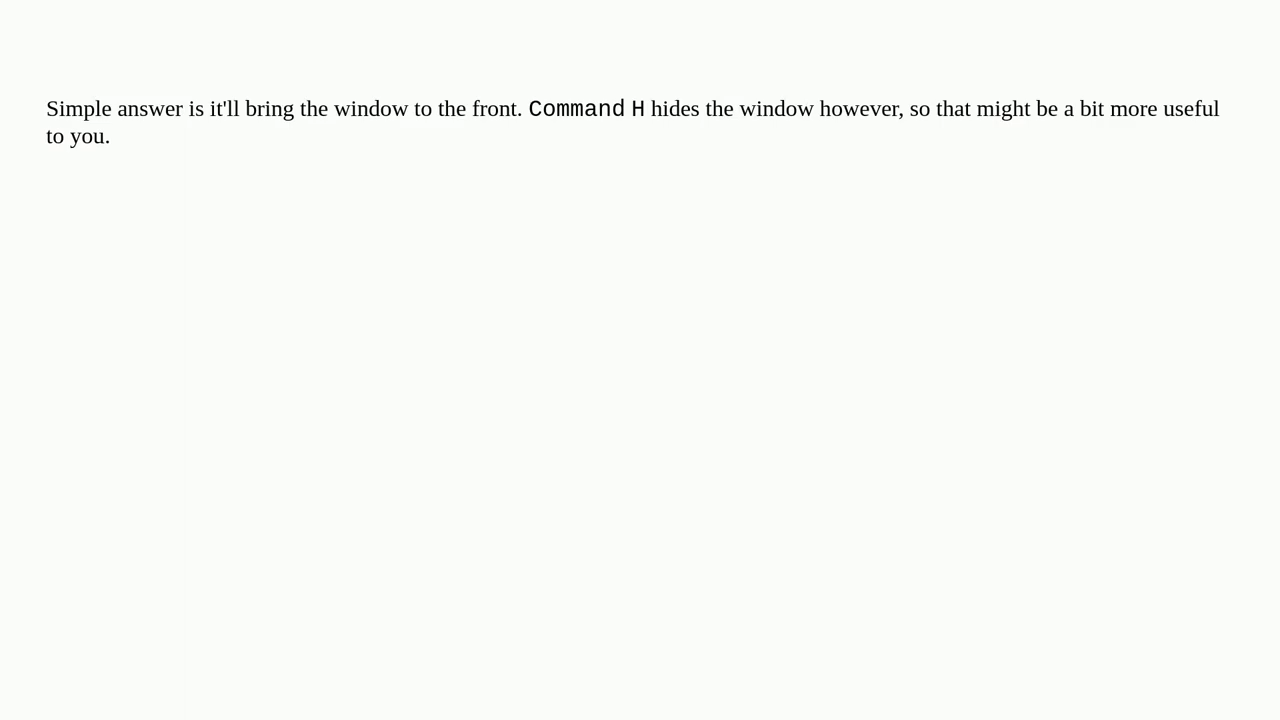 Simple answer is it'll bring the window to the front. Command H hides the window however, so that might be a bit more useful
to you.